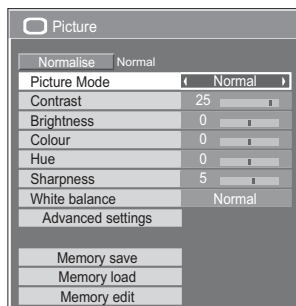 Picture
Normalise Normal
Picture Mode Normal
Contrast 25
Brightness 0
Colour 0
Hue 0
Sharpness 5
White balance Normal
Advanced settings
Memory save
Memory load
Memory edit